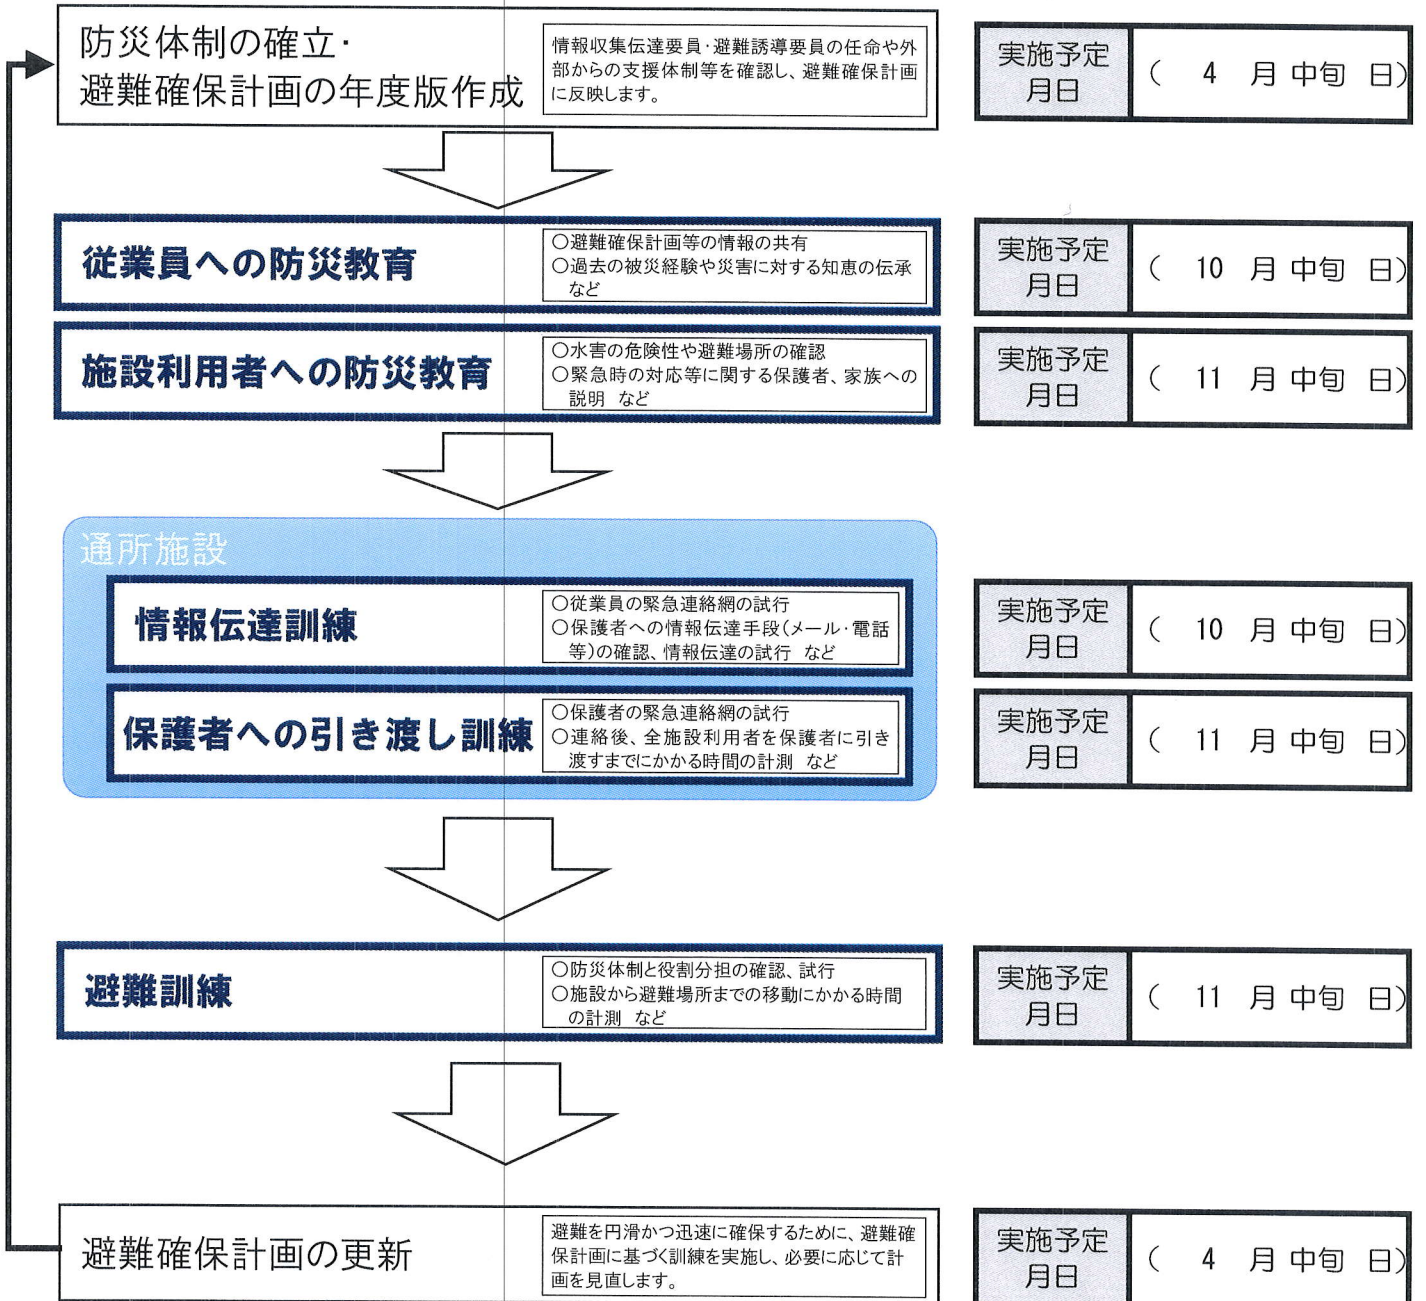 防災体制の確立・
避難確保計画の年度版作成
情報収集伝達要員・避難誘導要員の任命や外
部からの支援体制等を確認し、避難確保計画
に反映します。
実施予定
月日
( 4 月 中旬 日)
従業員への防災教育
○避難確保計画等の情報の共有
○過去の被災経験や災害に対する知恵の伝承
など
実施予定
月日
( 10 月 中旬 日)
施設利用者への防災教育
○水害の危険性や避難場所の確認
○緊急時の対応等に関する保護者、家族への
説明 など
実施予定
月日
( 11 月 中旬 日)
通所施設
情報伝達訓練
○従業員の緊急連絡網の試行
○保護者への情報伝達手段(メール・電話
等)の確認、情報伝達の試行 など
実施予定
月日
( 10 月 中旬 日)
保護者への引き渡し訓練
○保護者の緊急連絡網の試行
○連絡後、全施設利用者を保護者に引き
渡すまでにかかる時間の計測 など
実施予定
月日
( 11 月 中旬 日)
避難訓練
○防災体制と役割分担の確認、試行
○施設から避難場所までの移動にかかる時間
の計測 など
実施予定
月日
( 11 月 中旬 日)
避難確保計画の更新
避難を円滑かつ迅速に確保するために、避難確
保計画に基づく訓練を実施し、必要に応じて計
画を見直します。
実施予定
月日
( 4 月 中旬 日)